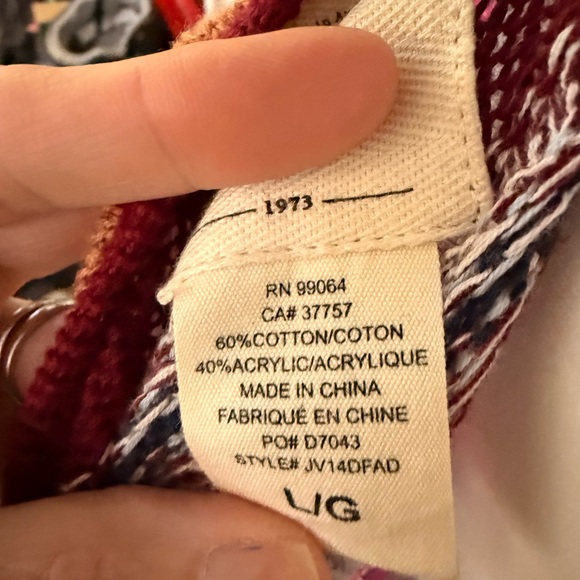 1973
RN 99064
CA# 37757
60%COTTON/COTON
40%ACRYLIC/ACRYLIQUE
MADE IN CHINA
FABRIQUÉ EN CHINE
PO# D7043
STYLE# JV14DFAD
L/G